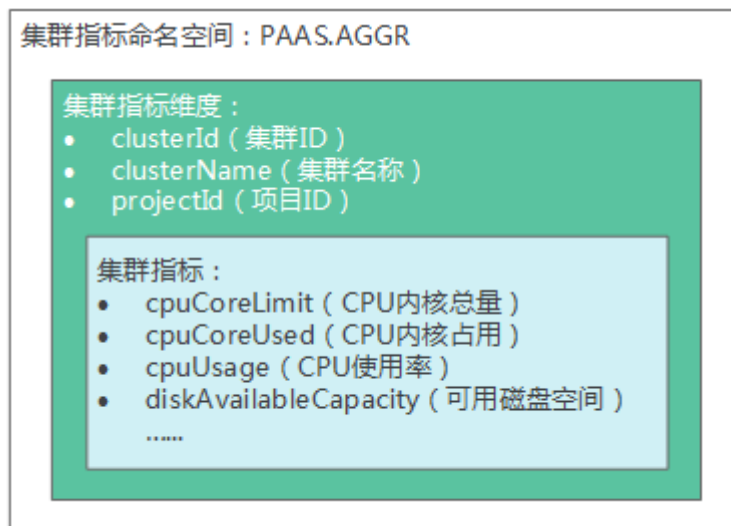 集群指标命名空间：PAAS.AGGR
集群指标维度：
• clusterId（集群ID）
• clusterName（集群名称）
• projectId（项目ID）
集群指标：
• cpuCoreLimit（CPU内核总量）
• cpuCoreUsed（CPU内核占用）
• cpuUsage（CPU使用率）
• diskAvailableCapacity（可用磁盘空间）
......